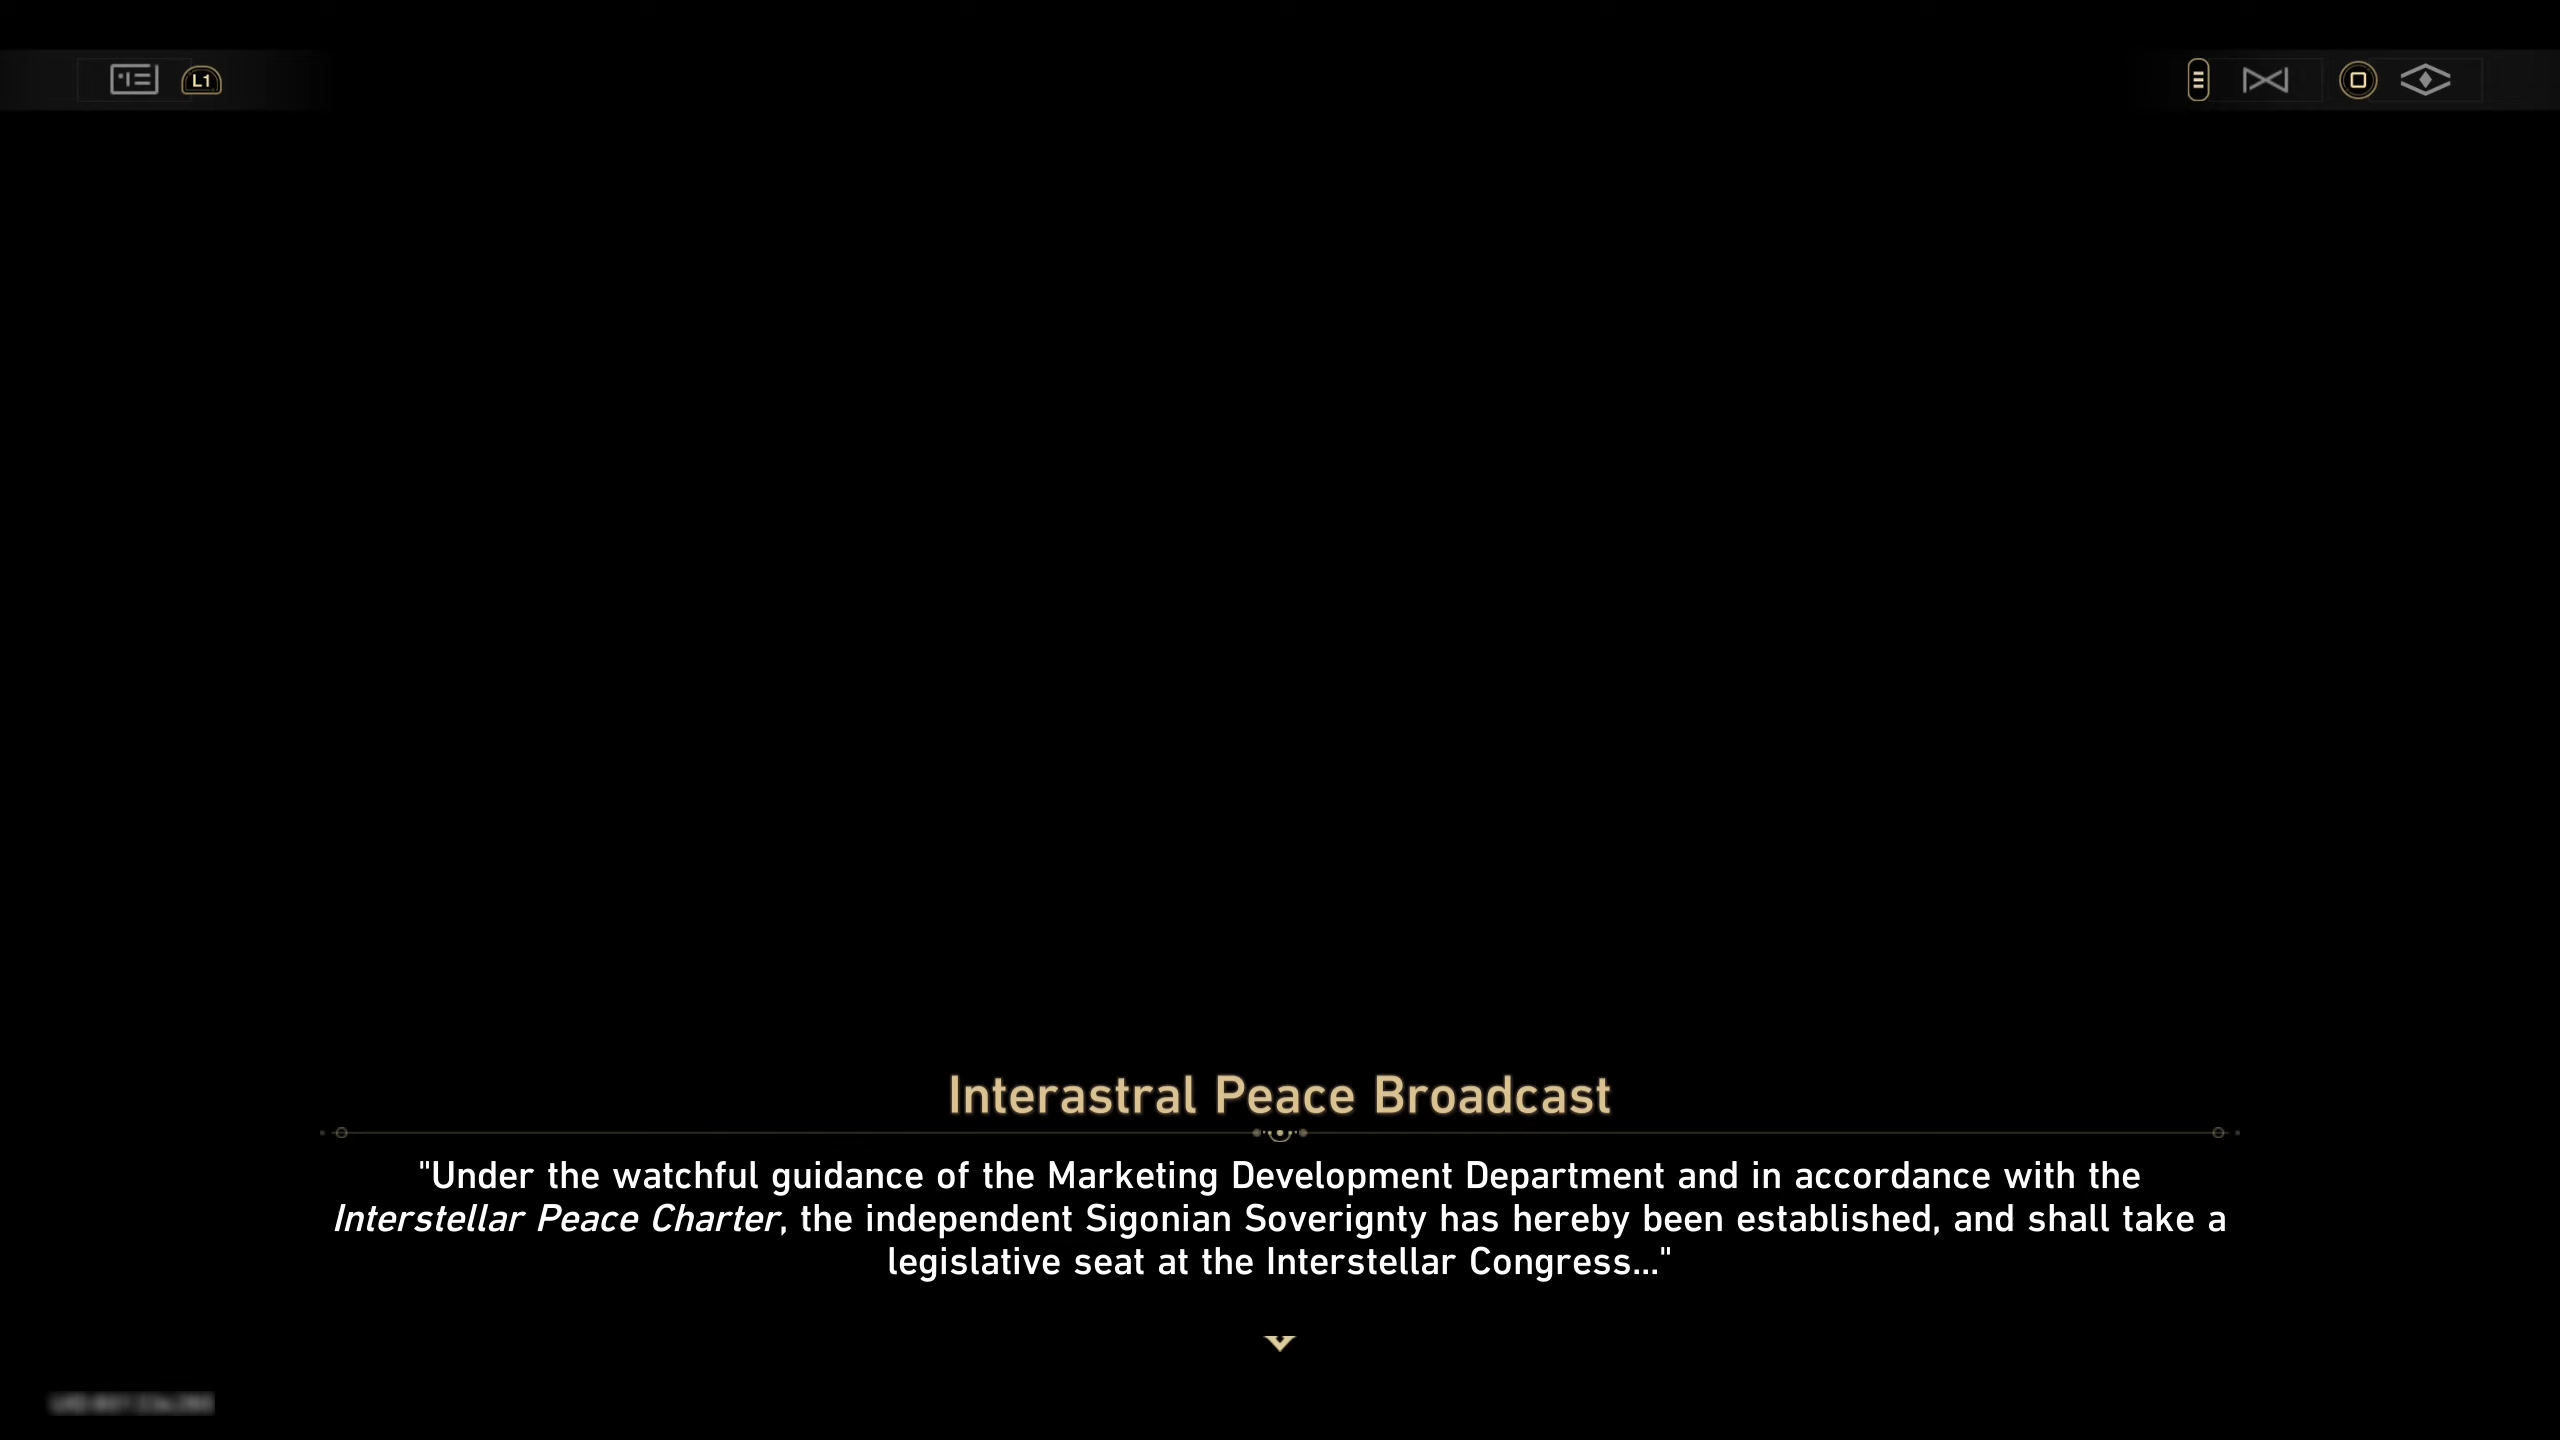 L1
Interastral Peace Broadcast
"Under the watchful guidance of the Marketing Development Department and in accordance with the
Interstellar Peace Charter, the independent Sigonian Soverignty has hereby been established, and shall take a
legislative seat at the Interstellar Congress..."